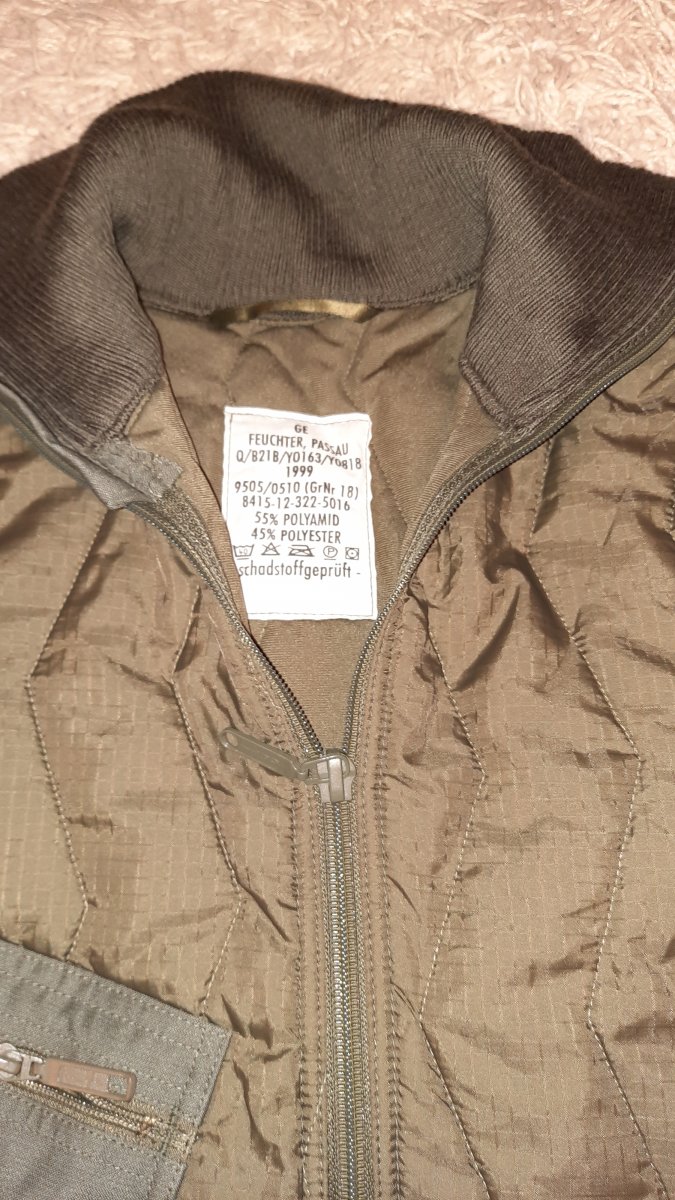 GE
FEUCHTER, PASSAU
Q/B21B/Y0163/Y0818
1999
9505/0510 (GrNr 18)
8415-12-322-5016
55% POLYAMID
45% POLYESTER
schadstoffgeprüft -